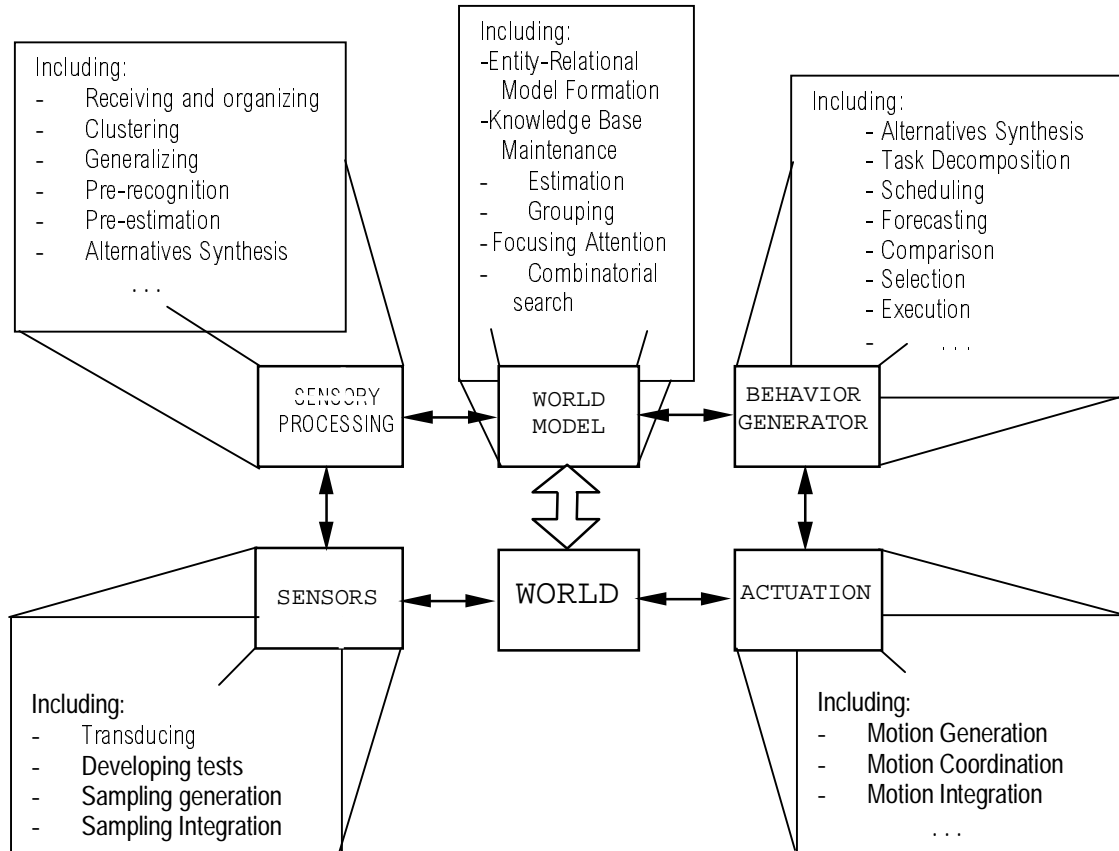 Including:
- Receiving and organizing
- Clustering
- Generalizing
- Pre-recognition
- Pre-estimation
- Alternatives Synthesis
. . .
Including:
-Entity-Relational
Model Formation
-Knowledge Base
Maintenance
- Estimation
- Grouping
-Focusing Attention
- Combinatorial
search
Including:
- Alternatives Synthesis
- Task Decomposition
- Scheduling
- Forecasting
- Comparison
- Selection
- Execution
- . . .
SENSORY
PROCESSING
WORLD
MODEL
BEHAVIOR
GENERATOR
SENSORS
WORLD
ACTUATION
Including:
- Transducing
- Developing tests
- Sampling generation
- Sampling Integration
Including:
- Motion Generation
- Motion Coordination
- Motion Integration
. . .